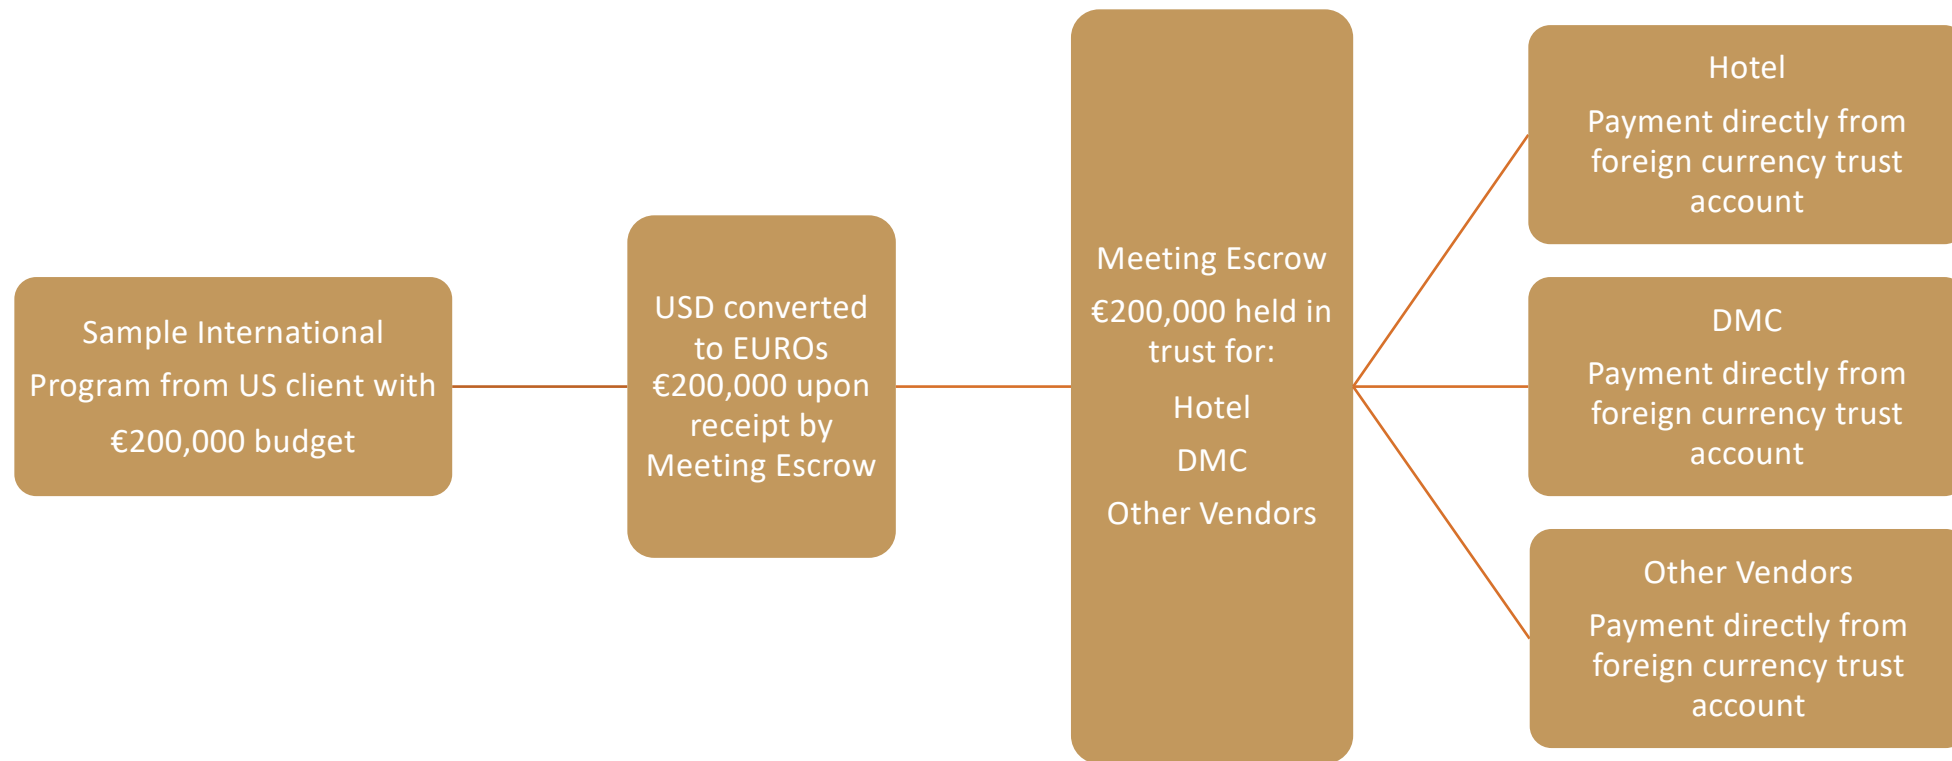 Sample International
Program from US client with
€200,000 budget
USD converted
to EUROs
€200,000 upon
receipt by
Meeting Escrow
Meeting Escrow
€200,000 held in
trust for:
Hotel
DMC
Other Vendors
Hotel
Payment directly from
foreign currency trust
account
DMC
Payment directly from
foreign currency trust
account
Other Vendors
Payment directly from
foreign currency trust
account